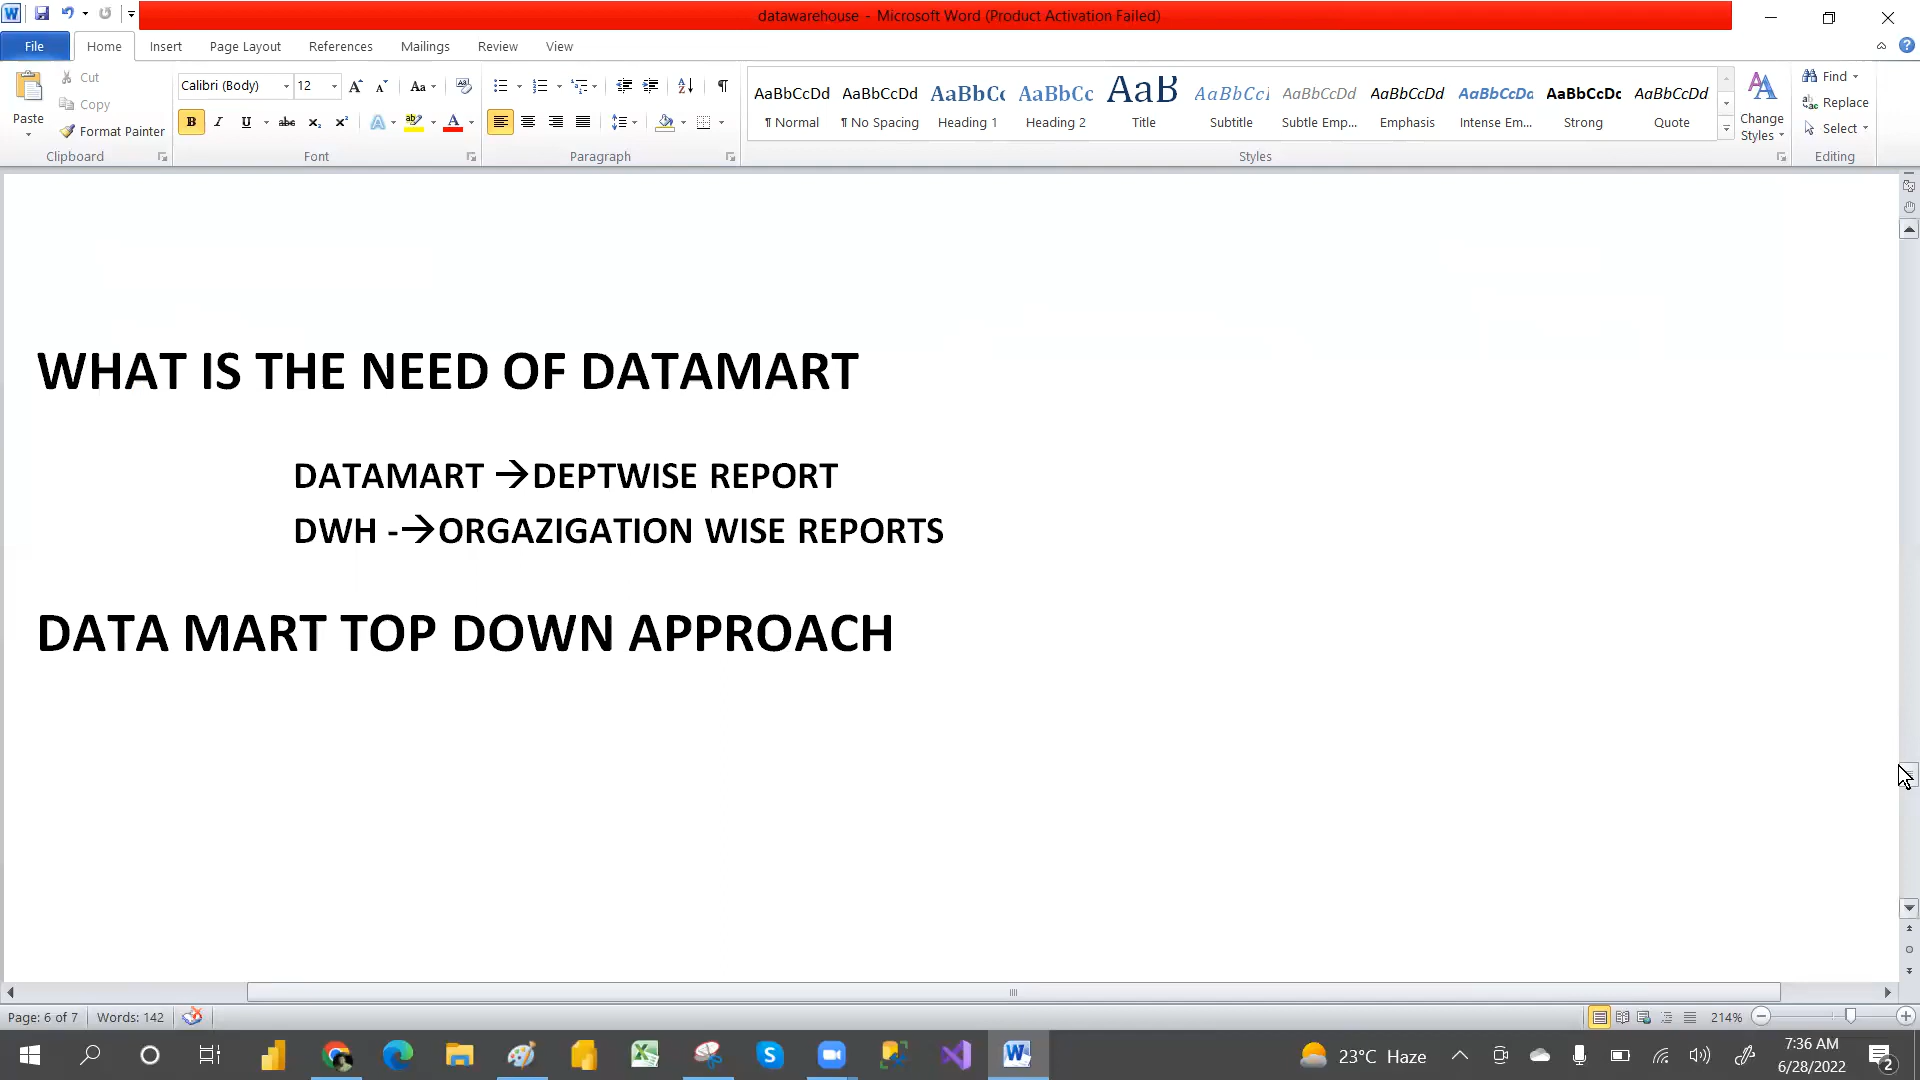 datawarehouse - Microsoft Word (Product Activation Failed)
File Home Insert Page Layout References Mailings Review View
Paste
Cut
Copy
Format Painter
Clipboard
Calibri (Body) 12
Font
Paragraph
AaBbCcDd AaBbCcDd AaBbCc AaBbCc AaB AaBbCcI AaBbCcDd AaBbCcDd AaBbCcDd AaBbCcDc AaBbCcDd
¶ Normal ¶ No Spacing Heading 1 Heading 2 Title Subtitle Subtle Emp... Emphasis Intense Em... Strong Quote
Styles
Change Styles
Find
Replace
Select
Editing
WHAT IS THE NEED OF DATAMART
DATAMART →DEPTWISE REPORT
DWH -→ORGAZIGATION WISE REPORTS
DATA MART TOP DOWN APPROACH
Page: 6 of 7 Words: 142 214%
23°C Haze 7:36 AM
6/28/2022
2